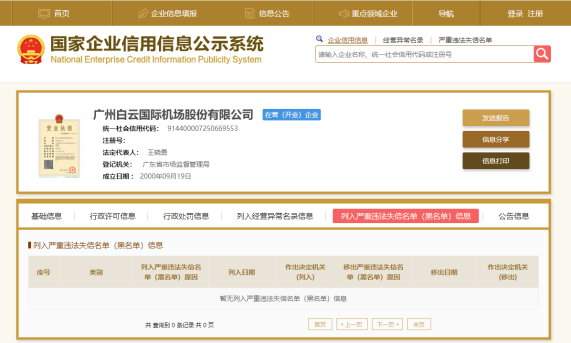 首页 企业信息填报 信息公告 重点领域企业 导航 登录 注册
国家企业信用信息公示系统
National Enterprise Credit Information Publicity System
企业信用信息 | 经营异常名录 | 严重违法失信名单
请输入企业名称、统一社会信用代码或注册号
广州白云国际机场股份有限公司 在营（开业）企业
统一社会信用代码： 914400007250669553
注册号：
法定代表人： 王晓勇
登记机关： 广东省市场监督管理局
成立日期： 2000年09月19日
营业执照
发送报告
信息分享
信息打印
基础信息 | 行政许可信息 | 行政处罚信息 | 列入经营异常名录信息 | 列入严重违法失信名单（黑名单）信息 | 公告信息
列入严重违法失信名单（黑名单）信息
序号 类别 列入严重违法失信名单（黑名单）原因 列入日期 作出决定机关（列入） 移出严重违法失信名单（黑名单）原因 移出日期 作出决定机关（移出）
暂无列入严重违法失信名单（黑名单）信息
共 查询到 0 条记录 共 0 页 首页 上一页 下一页 末页